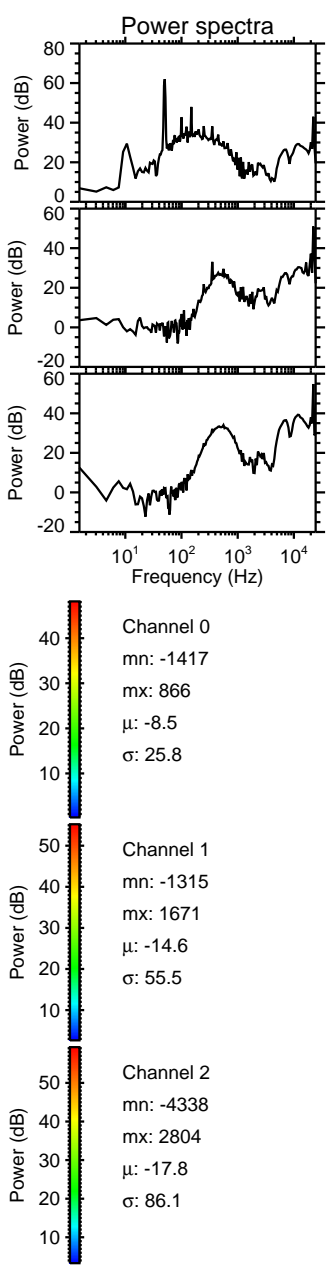 Power spectra
80
60
40
20
0
Power (dB)
60
40
20
0
-20
Power (dB)
60
40
20
0
-20
Power (dB)
10¹ 10² 10³ 10⁴
Frequency (Hz)
40
30
20
10
Power (dB)
Channel 0
mn: -1417
mx: 866
μ: -8.5
σ: 25.8
50
40
30
20
10
Power (dB)
Channel 1
mn: -1315
mx: 1671
μ: -14.6
σ: 55.5
50
40
30
20
10
Power (dB)
Channel 2
mn: -4338
mx: 2804
μ: -17.8
σ: 86.1